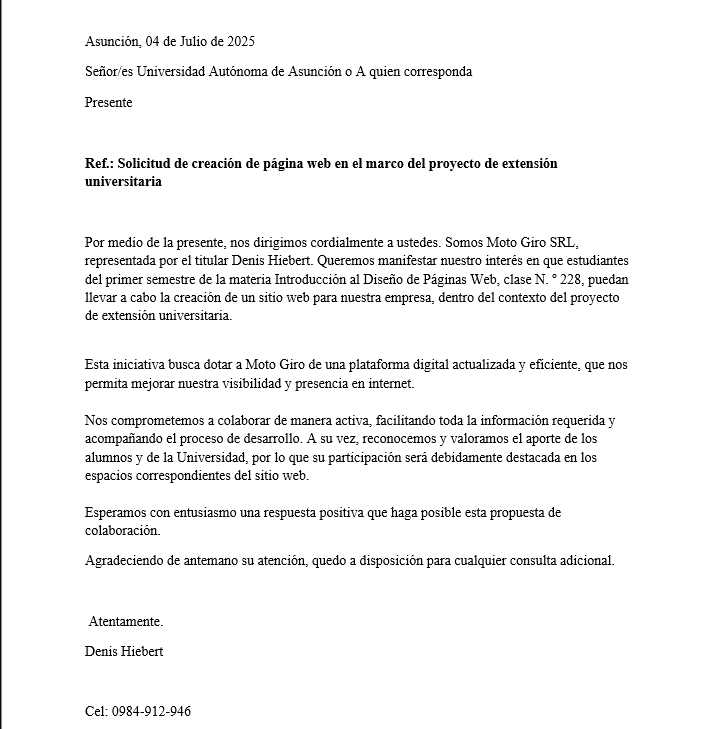 Asunción, 04 de Julio de 2025
Señor/es Universidad Autónoma de Asunción o A quien corresponda
Presente
Ref.: Solicitud de creación de página web en el marco del proyecto de extensión
universitaria
Por medio de la presente, nos dirigimos cordialmente a ustedes. Somos Moto Giro SRL,
representada por el titular Denis Hiebert. Queremos manifestar nuestro interés en que estudiantes
del primer semestre de la materia Introducción al Diseño de Páginas Web, clase N. ° 228, puedan
llevar a cabo la creación de un sitio web para nuestra empresa, dentro del contexto del proyecto
de extensión universitaria.
Esta iniciativa busca dotar a Moto Giro de una plataforma digital actualizada y eficiente, que nos
permita mejorar nuestra visibilidad y presencia en internet.
Nos comprometemos a colaborar de manera activa, facilitando toda la información requerida y
acompañando el proceso de desarrollo. A su vez, reconocemos y valoramos el aporte de los
alumnos y de la Universidad, por lo que su participación será debidamente destacada en los
espacios correspondientes del sitio web.
Esperamos con entusiasmo una respuesta positiva que haga posible esta propuesta de
colaboración.
Agradeciendo de antemano su atención, quedo a disposición para cualquier consulta adicional.
Atentamente.
Denis Hiebert
Cel: 0984-912-946